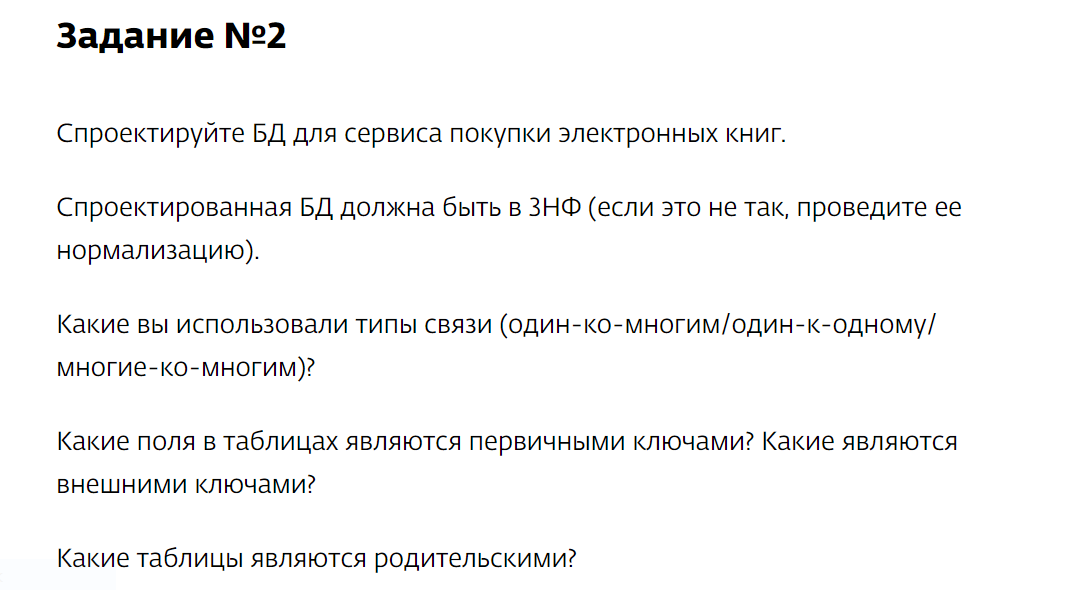 Задание №2
Спроектируйте БД для сервиса покупки электронных книг.
Спроектированная БД должна быть в 3НФ (если это не так, проведите ее
нормализацию).
Какие вы использовали типы связи (один-ко-многим/один-к-одному/
многие-ко-многим)?
Какие поля в таблицах являются первичными ключами? Какие являются
внешними ключами?
Какие таблицы являются родительскими?